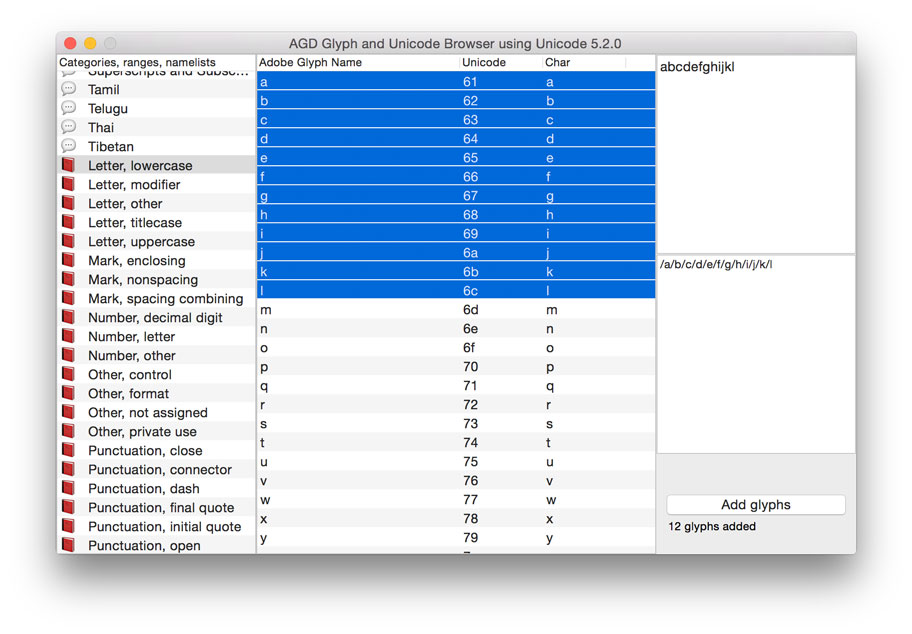 AGD Glyph and Unicode Browser using Unicode 5.2.0
Categories, ranges, namelists
Superscripts and Subsc...
Tamil
Telugu
Thai
Tibetan
Letter, lowercase
Letter, modifier
Letter, other
Letter, titlecase
Letter, uppercase
Mark, enclosing
Mark, nonspacing
Mark, spacing combining
Number, decimal digit
Number, letter
Number, other
Other, control
Other, format
Other, not assigned
Other, private use
Punctuation, close
Punctuation, connector
Punctuation, dash
Punctuation, final quote
Punctuation, initial quote
Punctuation, open
Adobe Glyph Name Unicode Char
a 61 a
b 62 b
c 63 c
d 64 d
e 65 e
f 66 f
g 67 g
h 68 h
i 69 i
j 6a j
k 6b k
l 6c l
m 6d m
n 6e n
o 6f o
p 70 p
q 71 q
r 72 r
s 73 s
t 74 t
u 75 u
v 76 v
w 77 w
x 78 x
y 79 y
abcdefghijkl
/a/b/c/d/e/f/g/h/i/j/k/l
Add glyphs
12 glyphs added